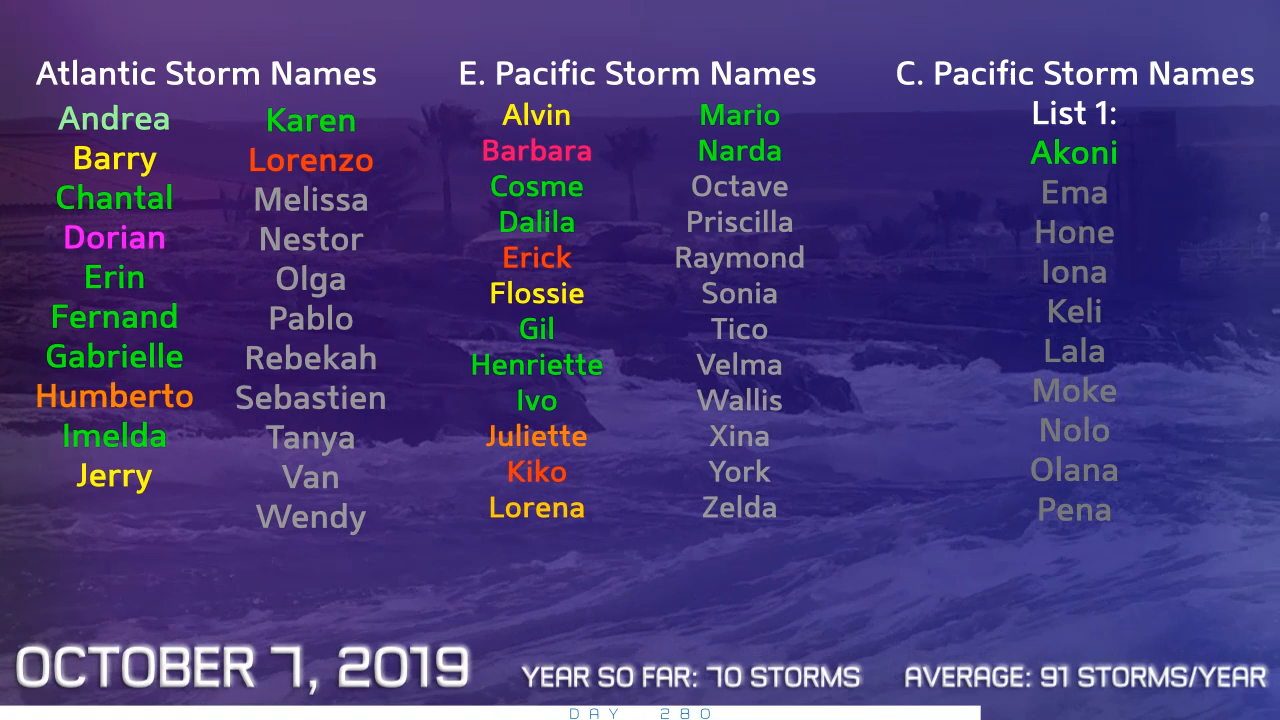 Atlantic Storm Names
Andrea
Barry
Chantal
Dorian
Erin
Fernand
Gabrielle
Humberto
Imelda
Jerry
Karen
Lorenzo
Melissa
Nestor
Olga
Pablo
Rebekah
Sebastien
Tanya
Van
Wendy
E. Pacific Storm Names
Alvin
Barbara
Cosme
Dalila
Erick
Flossie
Gil
Henriette
Ivo
Juliette
Kiko
Lorena
Mario
Narda
Octave
Priscilla
Raymond
Sonia
Tico
Velma
Wallis
Xina
York
Zelda
C. Pacific Storm Names
List 1:
Akoni
Ema
Hone
Iona
Keli
Lala
Moke
Nolo
Olana
Pena
OCTOBER 7, 2019
YEAR SO FAR: 70 STORMS
AVERAGE: 91 STORMS/YEAR
DAY 280